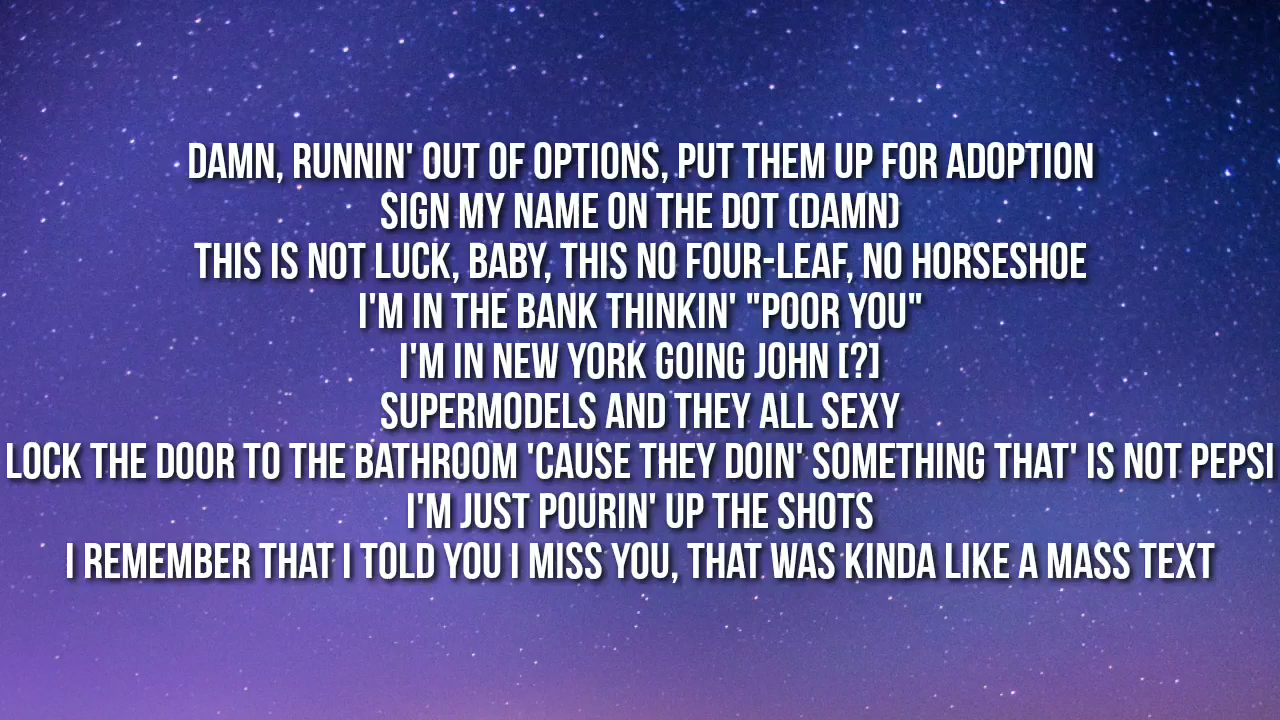 DAMN, RUNNIN' OUT OF OPTIONS, PUT THEM UP FOR ADOPTION
SIGN MY NAME ON THE DOT (DAMN)
THIS IS NOT LUCK, BABY, THIS NO FOUR-LEAF, NO HORSESHOE
I'M IN THE BANK THINKIN' "POOR YOU"
I'M IN NEW YORK GOING JOHN [?]
SUPERMODELS AND THEY ALL SEXY
LOCK THE DOOR TO THE BATHROOM 'CAUSE THEY DOIN' SOMETHING THAT' IS NOT PEPSI
I'M JUST POURIN' UP THE SHOTS
I REMEMBER THAT I TOLD YOU I MISS YOU, THAT WAS KINDA LIKE A MASS TEXT